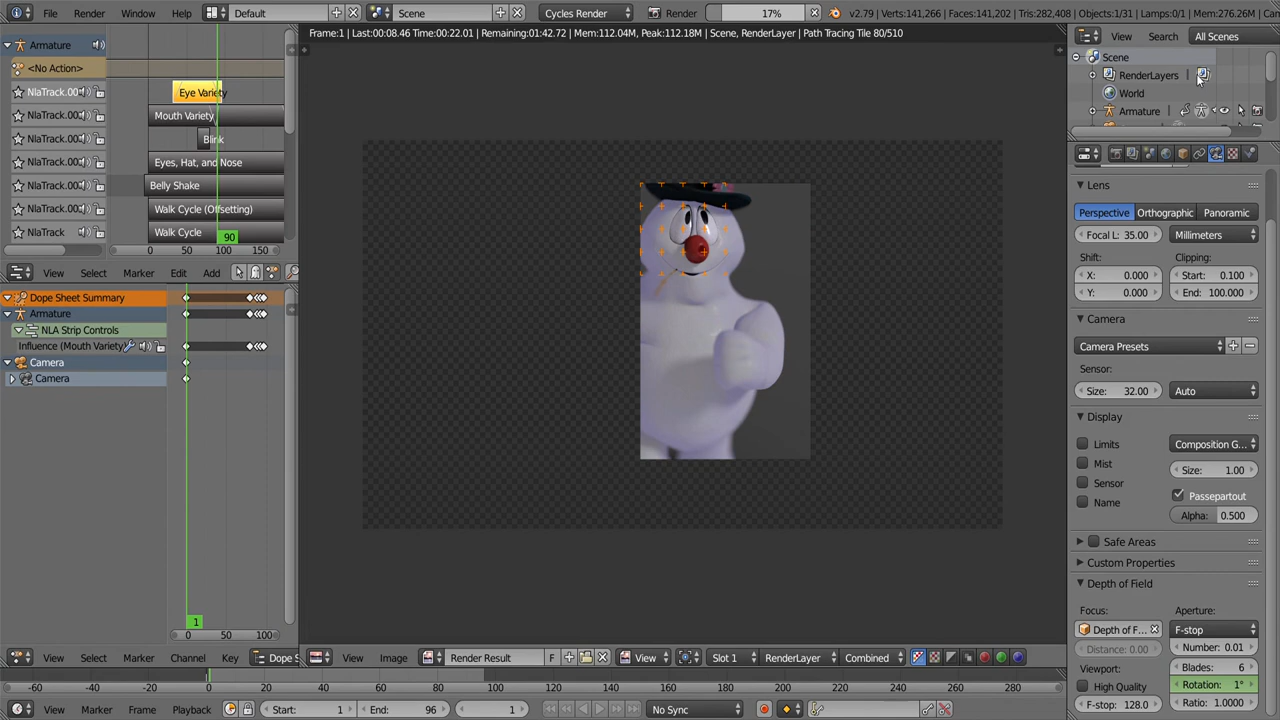 File Render Window Help Default Scene Cycles Render Render 17% v2.79 | Verts:141,266 | Faces:141,202 | Tris:282,408 | Objects:1/31 | Lamps:0/1 | Mem:276.26M | Ca
Frame:1 | Last:00:08.46 Time:00:22.01 | Remaining:01:42.72 | Mem:112.04M, Peak:112.18M | Scene, RenderLayer | Path Tracing Tile 80/510
View Search All Scenes
Scene
RenderLayers
World
Armature
Armature
<No Action>
NlaTrack.00 Eye Variety
NlaTrack.00 Mouth Variety
NlaTrack.00 Blink
NlaTrack.00 Eyes, Hat, and Nose
NlaTrack.00 Belly Shake
NlaTrack.00 Walk Cycle (Offsetting)
NlaTrack Walk Cycle
90
0 50 100 150
View Select Marker Edit Add
Dope Sheet Summary
Armature
NLA Strip Controls
Influence (Mouth Variety)
Camera
Camera
1
0 50 100
View Select Marker Channel Key Dope S
Lens
Perspective Orthographic Panoramic
Focal L: 35.00 Millimeters
Shift: Clipping:
X: 0.000 Start: 0.100
Y: 0.000 End: 100.000
Camera
Camera Presets
Sensor:
Size: 32.00 Auto
Display
Limits Composition G...
Mist Size: 1.00
Sensor Passepartout
Name Alpha: 0.500
Safe Areas
Custom Properties
Depth of Field
Focus: Aperture:
Depth of F... F-stop
Distance: 0.00 Number: 0.01
Viewport: Blades: 6
High Quality Rotation: 1°
F-stop: 128.0 Ratio: 1.0000
View Image Render Result F View Slot 1 RenderLayer Combined
-60 -40 -20 0 20 40 60 80 100 120 140 160 180 200 220 240 260 280
View Marker Frame Playback Start: 1 End: 96 1 No Sync